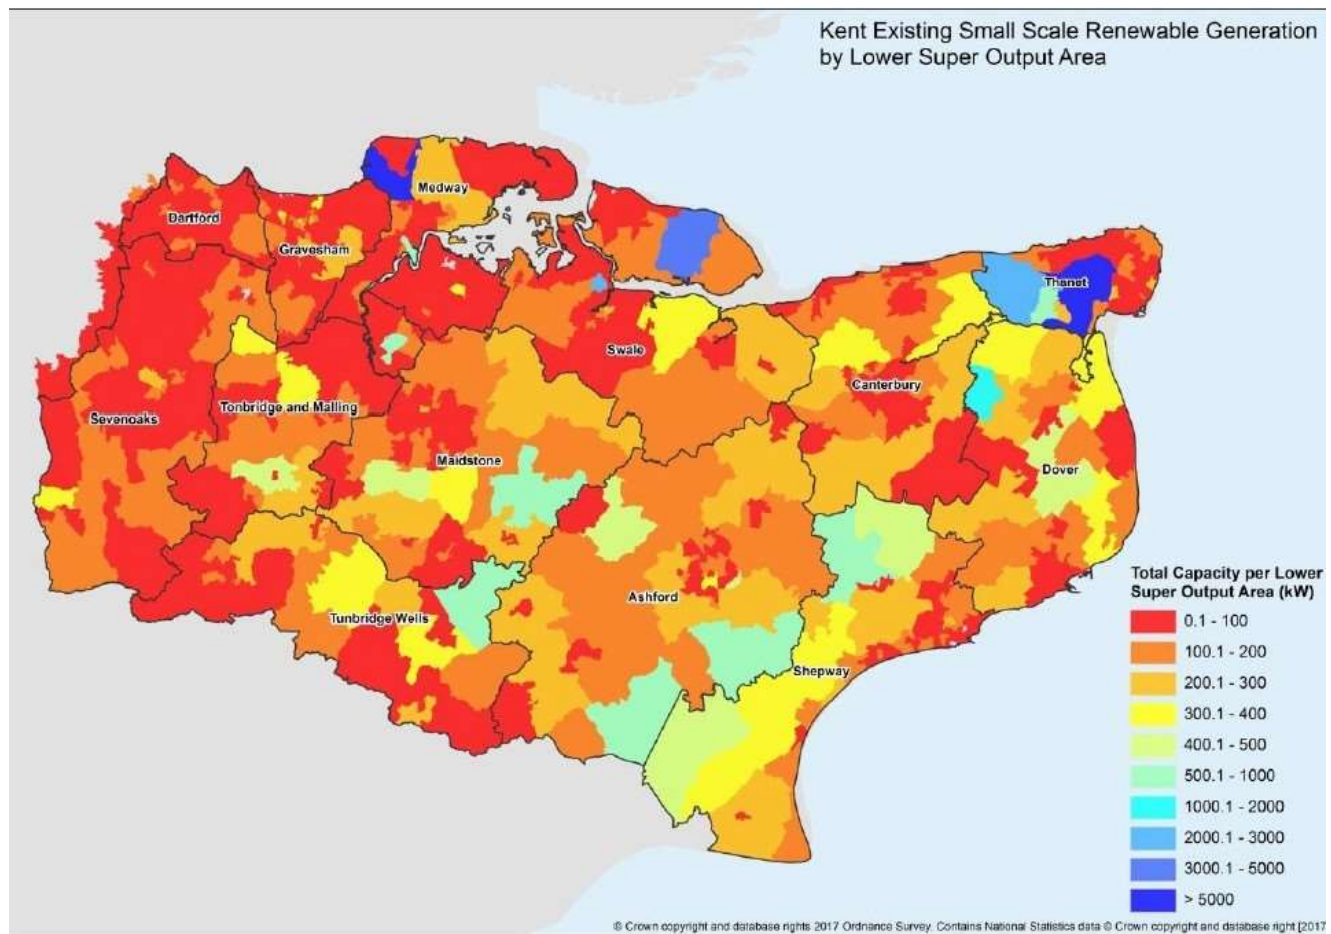 Kent Existing Small Scale Renewable Generation
by Lower Super Output Area
Medway
Dartford
Gravesham
Thanet
Swale
Canterbury
Sevenoaks
Tonbridge and Malling
Maidstone
Dover
Ashford
Tunbridge Wells
Shepway
Total Capacity per Lower
Super Output Area (kW)
0.1 - 100
100.1 - 200
200.1 - 300
300.1 - 400
400.1 - 500
500.1 - 1000
1000.1 - 2000
2000.1 - 3000
3000.1 - 5000
> 5000
© Crown copyright and database rights 2017 Ordnance Survey. Contains National Statistics data © Crown copyright and database right [2017